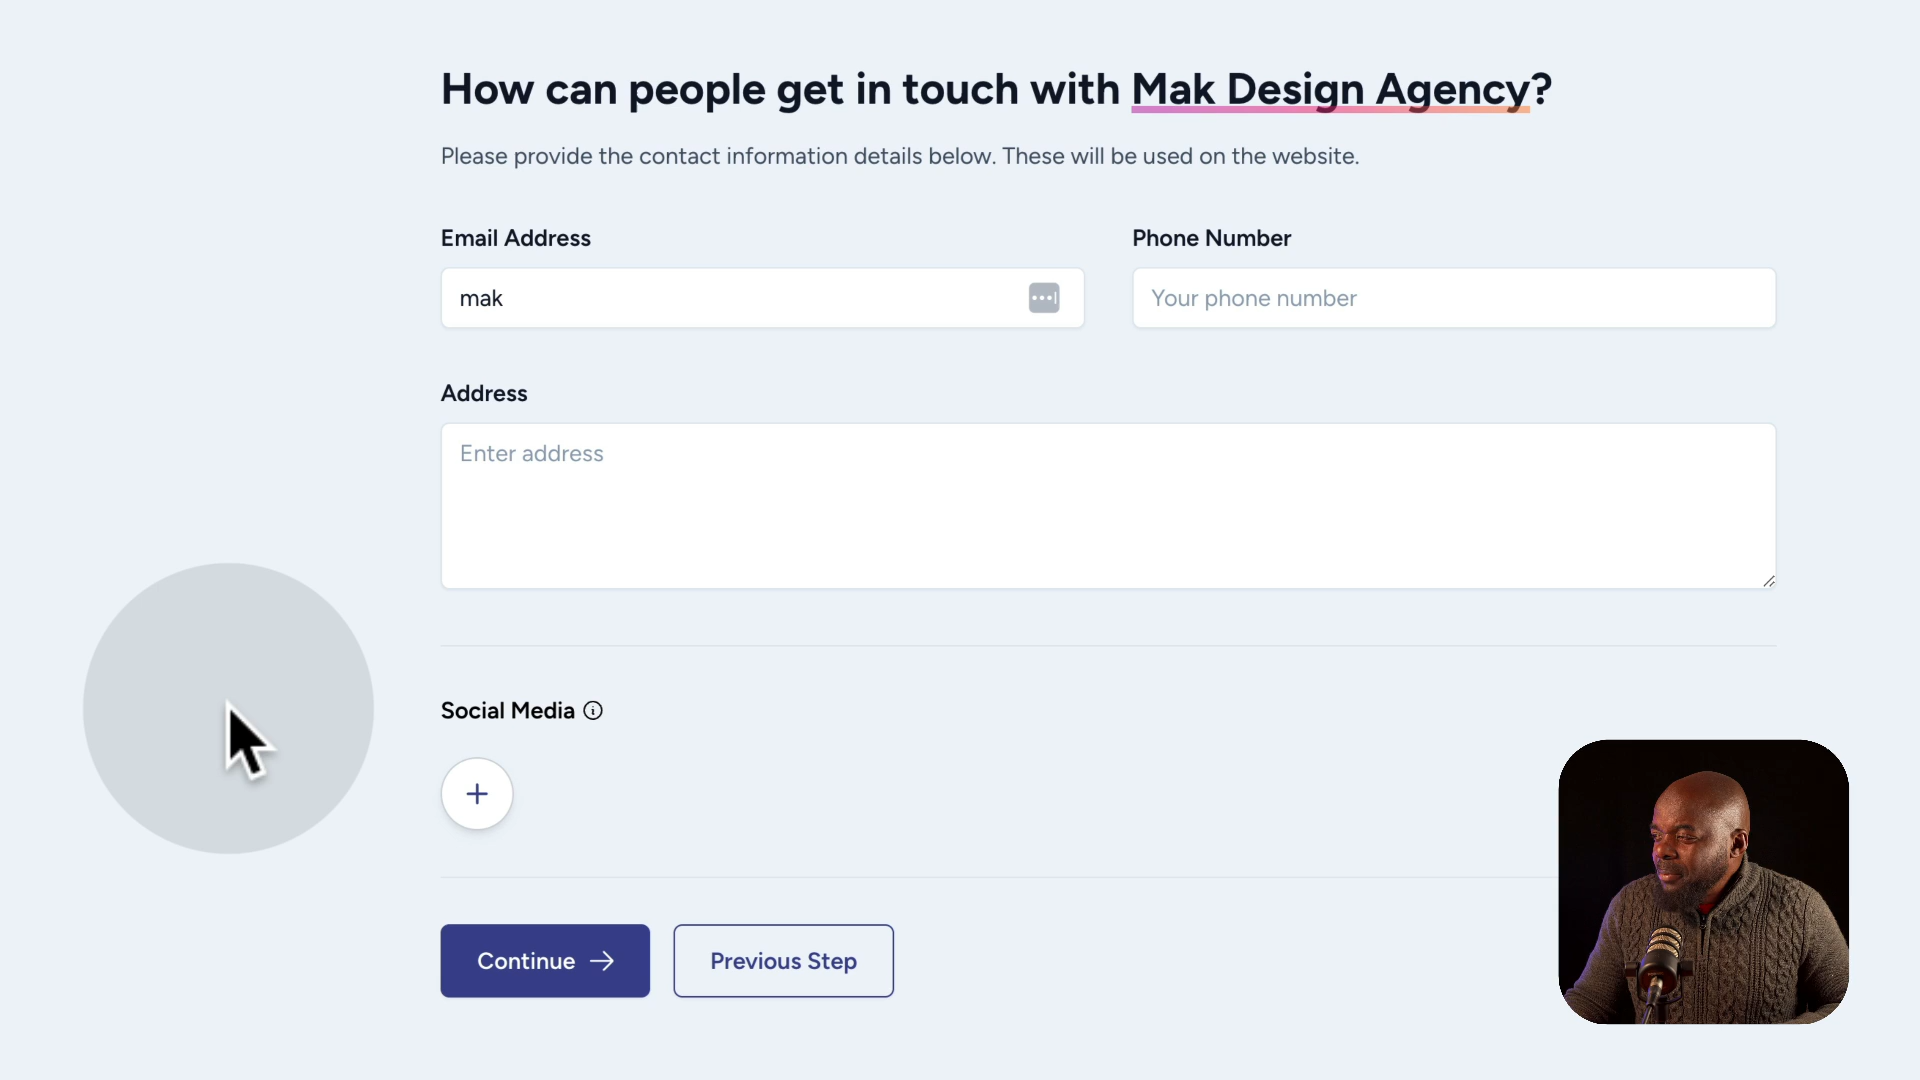 How can people get in touch with Mak Design Agency?
Please provide the contact information details below. These will be used on the website.
Email Address
Phone Number
mak
Your phone number
Address
Enter address
Social Media
Continue
Previous Step